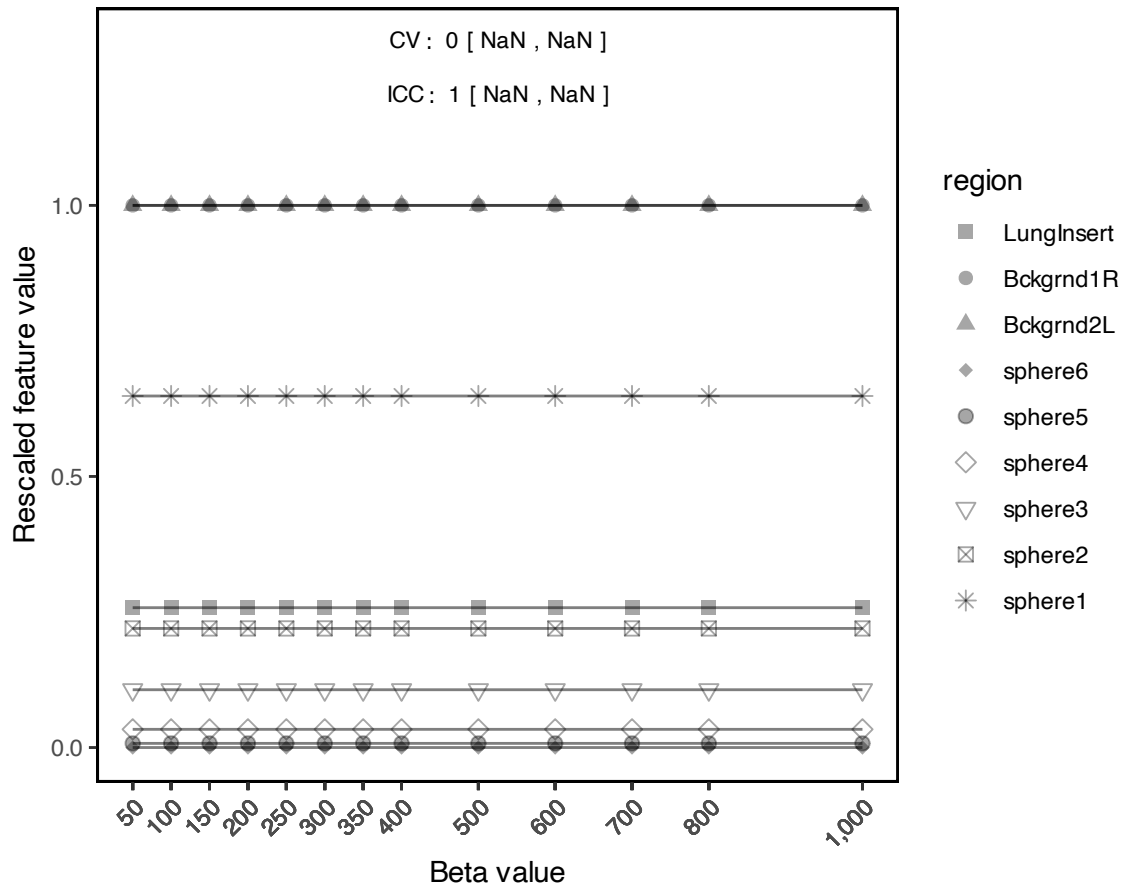 CV: 0 [ NaN , NaN ]
ICC: 1 [ NaN , NaN ]
Rescaled feature value
1.0
0.5
0.0
50
100
150
200
250
300
350
400
500
600
700
800
1,000
Beta value
region
LungInsert
Bckgrnd1R
Bckgrnd2L
sphere6
sphere5
sphere4
sphere3
sphere2
sphere1